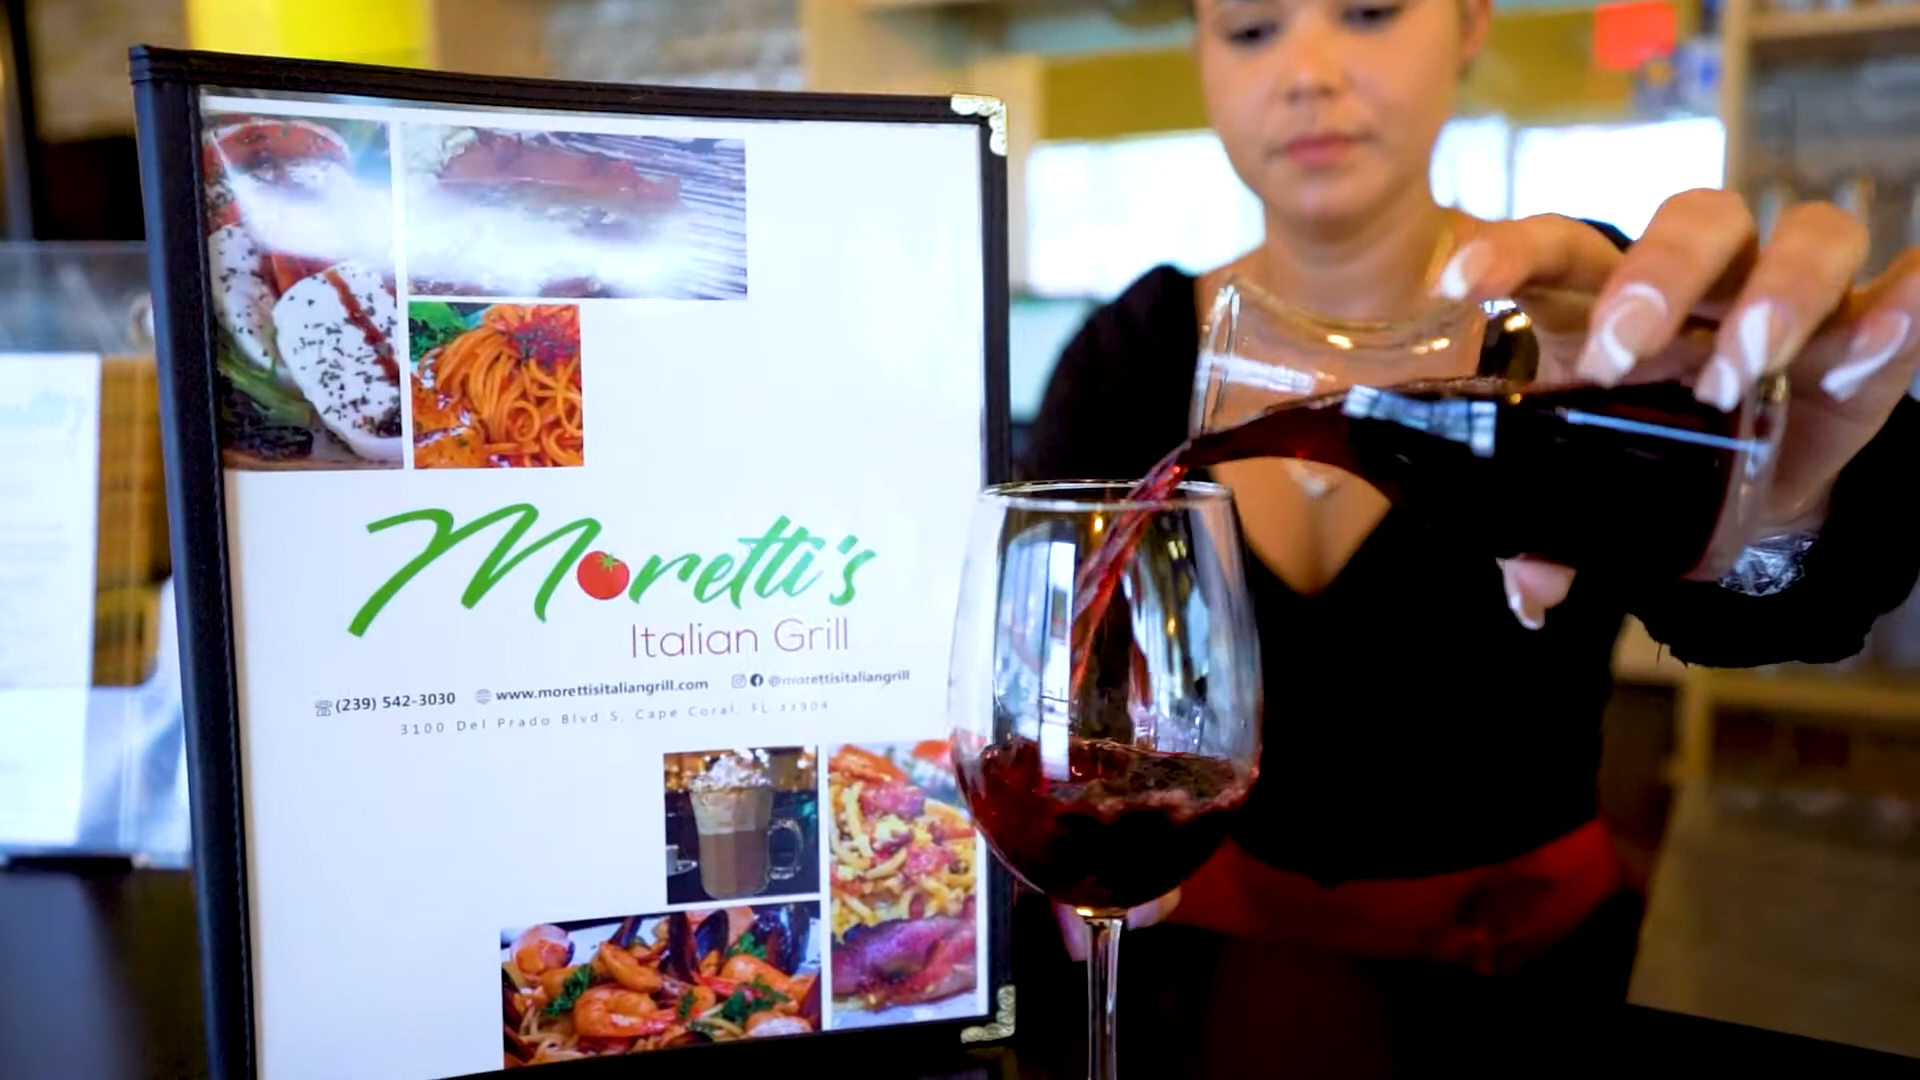 Moretti's
Italian Grill
(239) 542-3030 www.morettisitaliangrill.com @morettisitaliangrill
3100 Del Prado Blvd S, Cape Coral, FL 33904